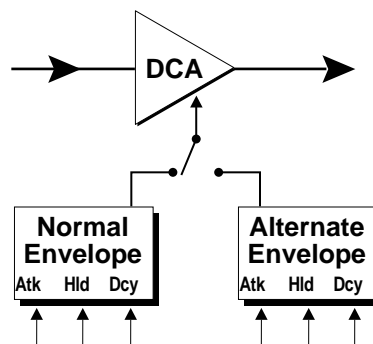 DCA
Normal
Envelope
Atk Hld Dcy
Alternate
Envelope
Atk Hld Dcy